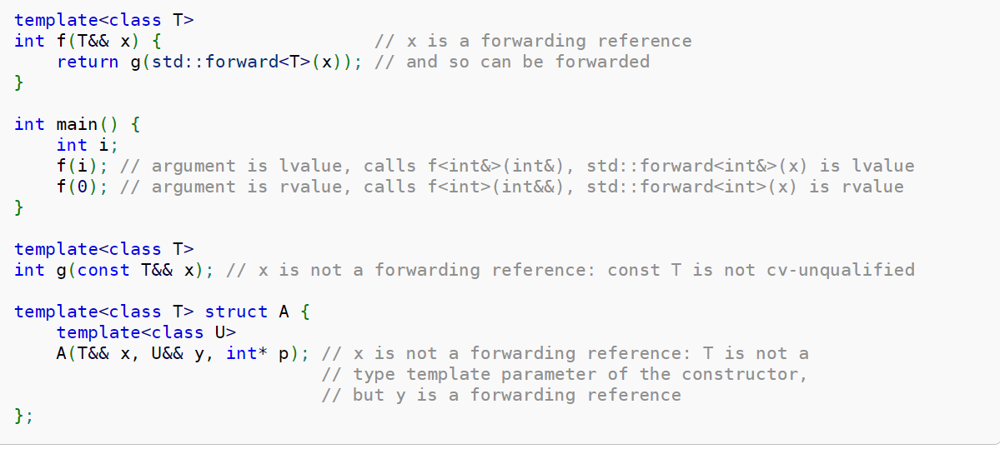 template<class T>
int f(T&& x) {                    // x is a forwarding reference
    return g(std::forward<T>(x)); // and so can be forwarded
}

int main() {
    int i;
    f(i); // argument is lvalue, calls f<int&>(int&), std::forward<int&>(x) is lvalue
    f(0); // argument is rvalue, calls f<int>(int&&), std::forward<int>(x) is rvalue
}

template<class T>
int g(const T&& x); // x is not a forwarding reference: const T is not cv-unqualified

template<class T> struct A {
    template<class U>
    A(T&& x, U&& y, int* p); // x is not a forwarding reference: T is not a
                             // type template parameter of the constructor,
                             // but y is a forwarding reference
};